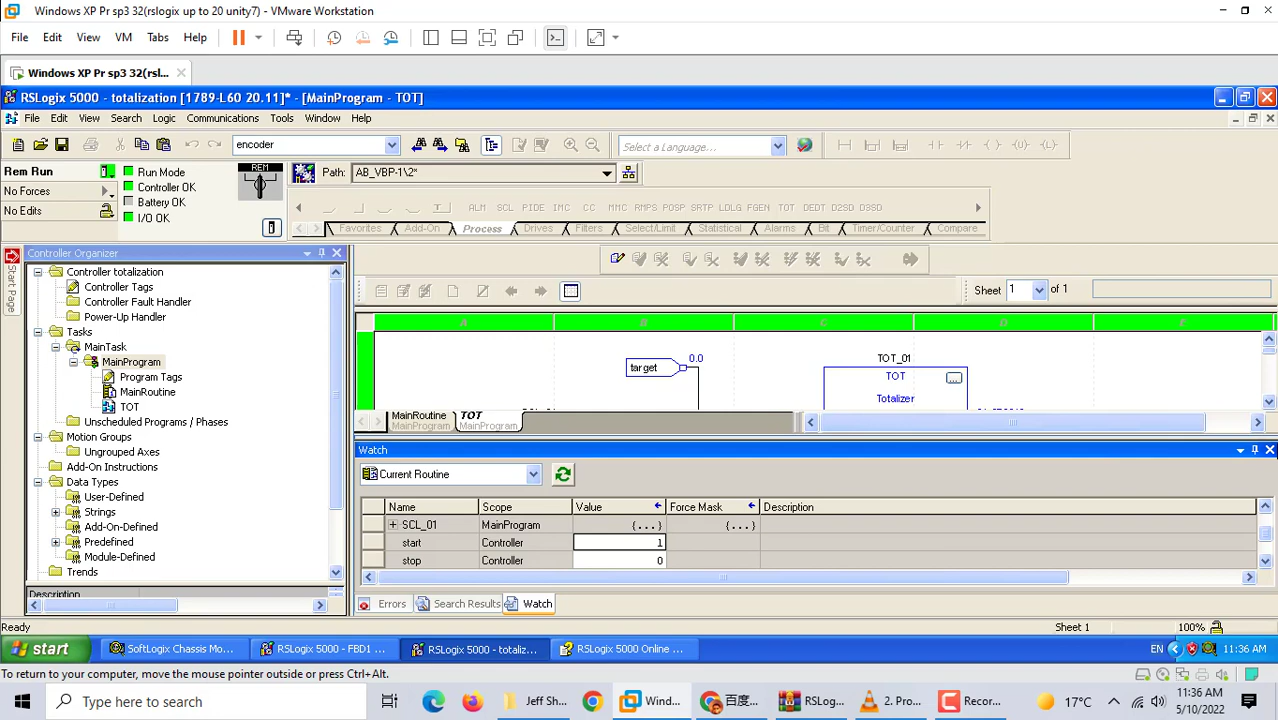 Windows XP Pr sp3 32(rslogix up to 20 unity7) - VMware Workstation
File Edit View VM Tabs Help
Windows XP Pr sp3 32(rsl...
RSLogix 5000 - totalization [1789-L60 20.11]* - [MainProgram - TOT]
File Edit View Search Logic Communications Tools Window Help
encoder
Select a Language...
Rem Run
No Forces
No Edits
Run Mode
Controller OK
Battery OK
I/O OK
REM
Path: AB_VBP-1\2*
ALM SCL PIDE IMC CC MMC RMPS POSP SRTP LDLG FGEN TOT DEDT D2SD D3SD
Favorites Add-On Process Drives Filters Select/Limit Statistical Alarms Bit Timer/Counter Compare
Start Page
Controller Organizer
Controller totalization
Controller Tags
Controller Fault Handler
Power-Up Handler
Tasks
MainTask
MainProgram
Program Tags
MainRoutine
TOT
Unscheduled Programs / Phases
Motion Groups
Ungrouped Axes
Add-On Instructions
Data Types
User-Defined
Strings
Add-On-Defined
Predefined
Module-Defined
Trends
Description
Sheet 1 of 1
A B C D E
target
0.0
TOT_01
TOT
...
Totalizer
MainRoutine
MainProgram
TOT
MainProgram
Watch
Current Routine
Name Scope Value Force Mask Description
SCL_01 MainProgram {...} {...}
start Controller 1
stop Controller 0
Errors Search Results Watch
Ready
Sheet 1 100%
start SoftLogix Chassis Mo... RSLogix 5000 - FBD1 ... RSLogix 5000 - totaliz... RSLogix 5000 Online ... EN 11:36 AM
To return to your computer, move the mouse pointer outside or press Ctrl+Alt.
Type here to search
Jeff Sh...
Wind...
百度...
RSLog...
2. Pro...
Recor...
17°C
11:36 AM
5/10/2022